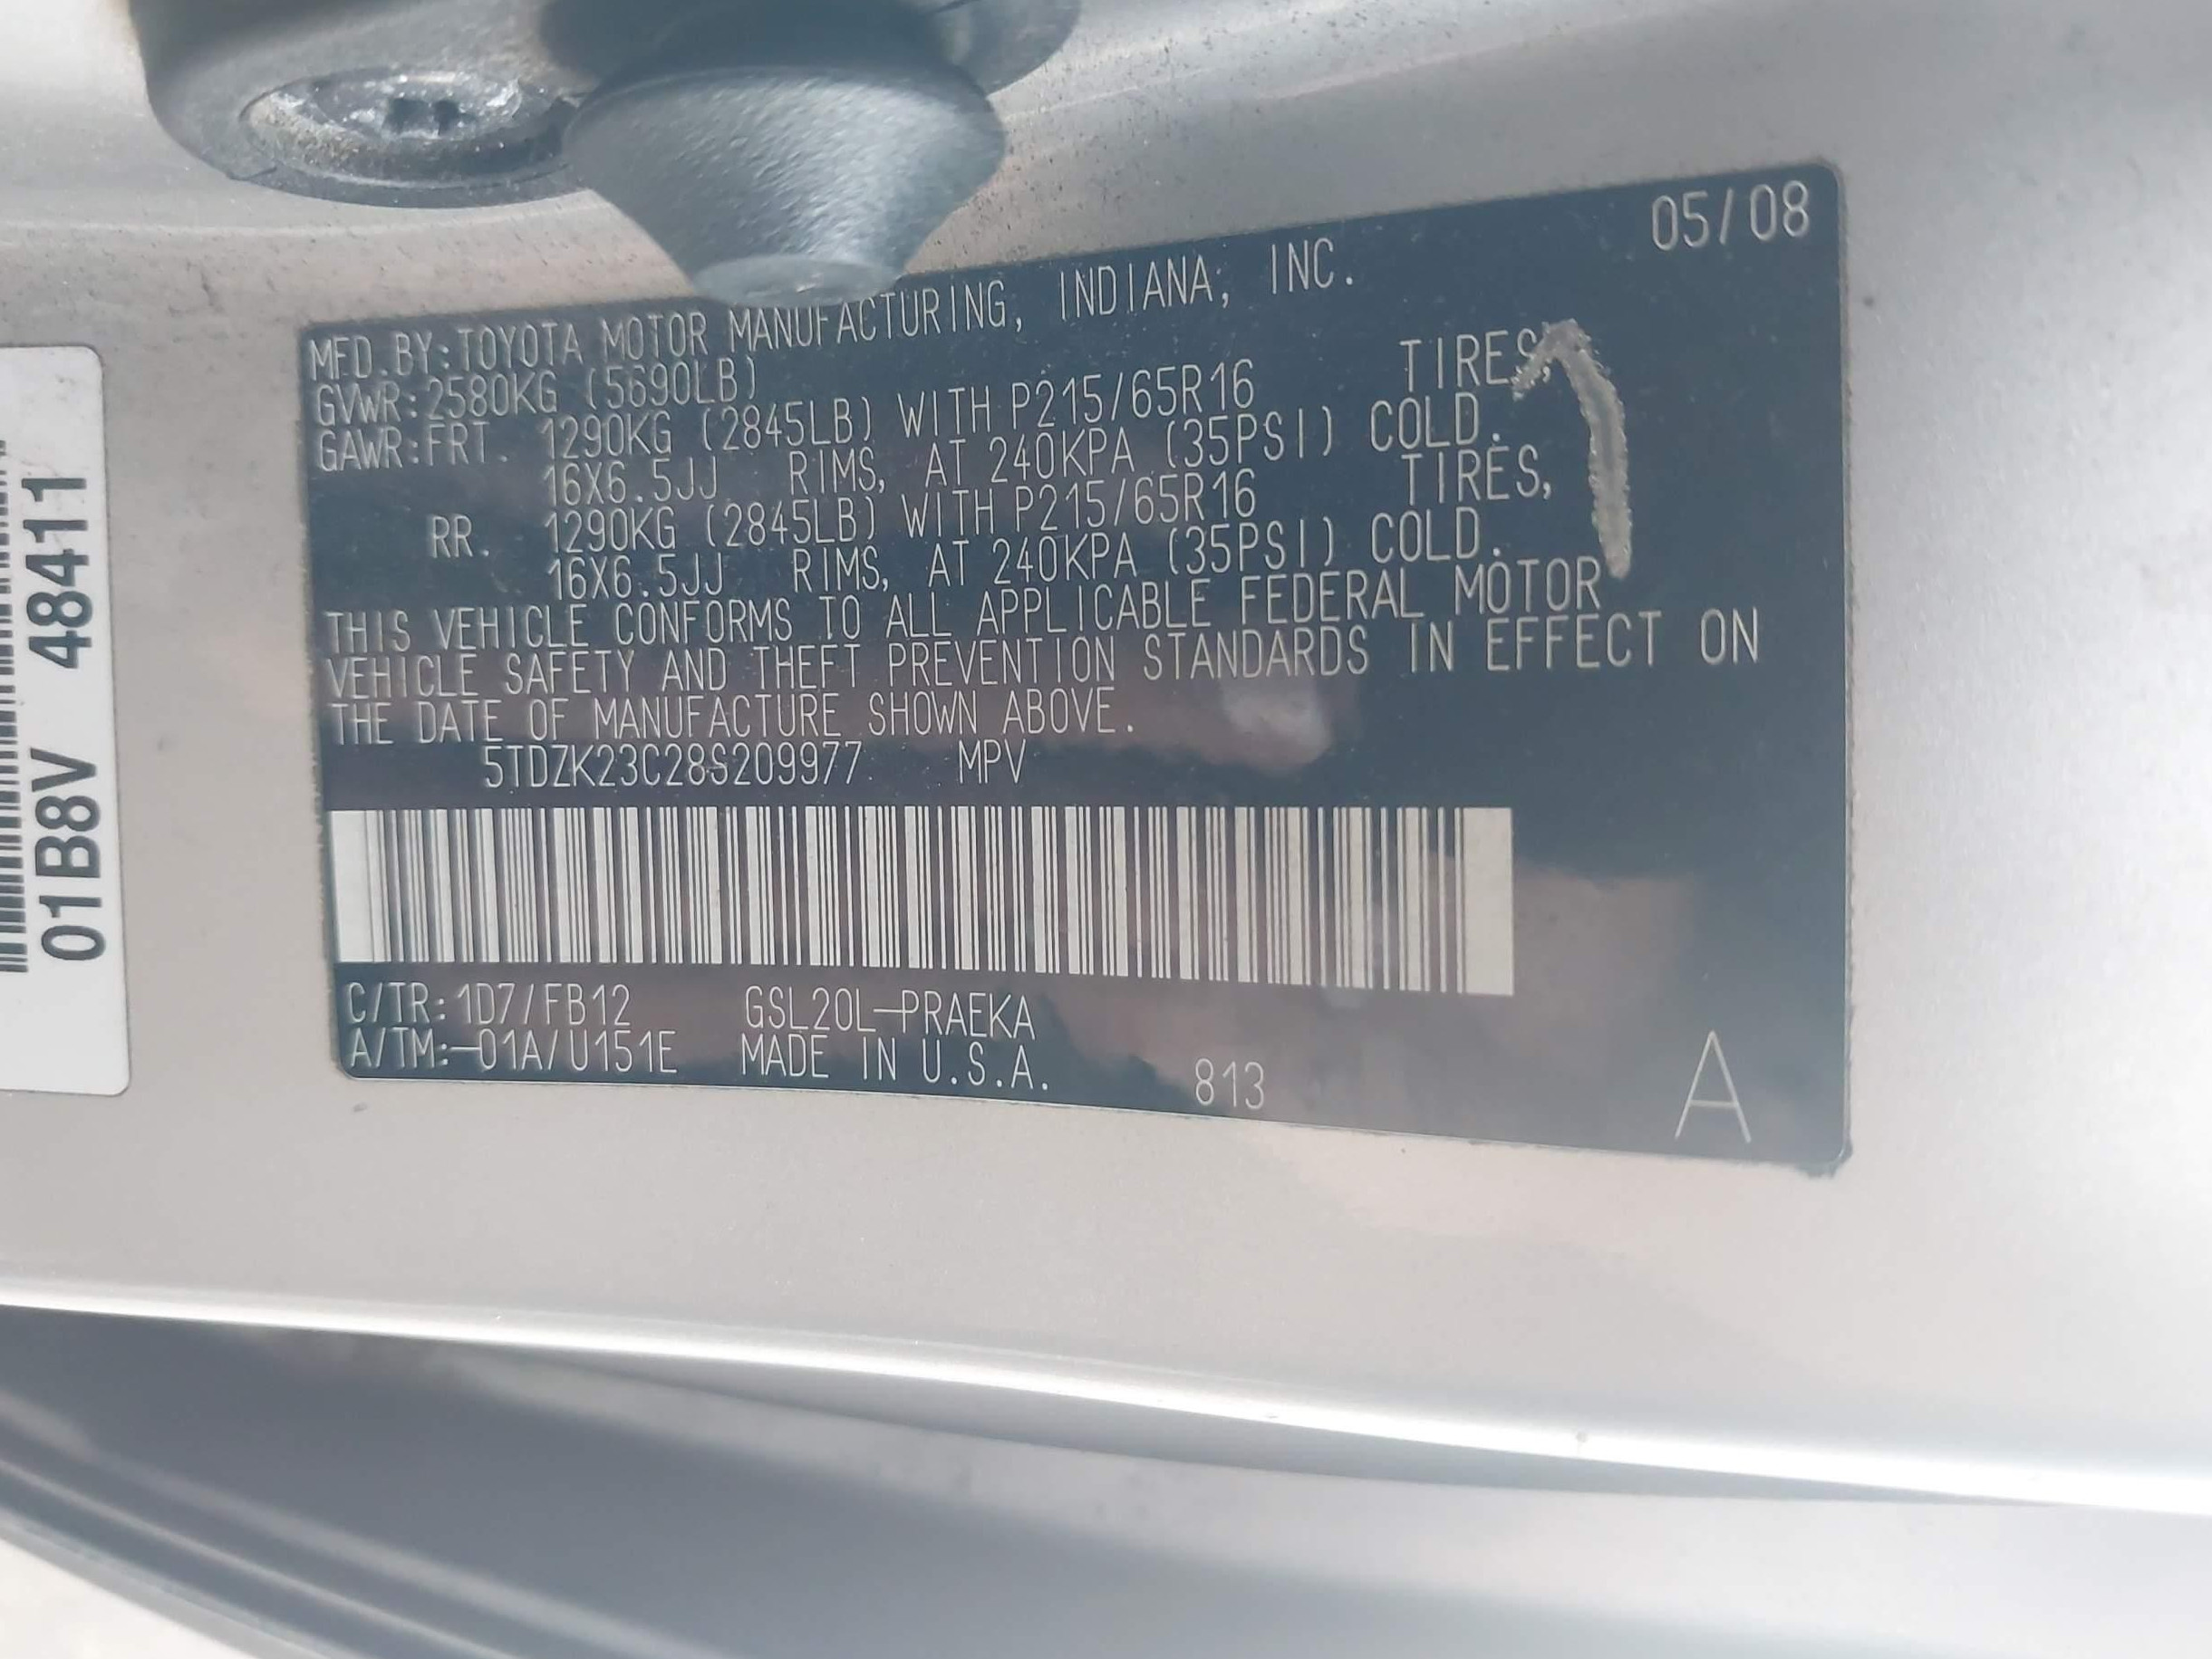 05/08
MFD.BY:TOYOTA MOTOR MANUFACTURING, INDIANA, INC.
GVWR:2580KG (5690LB)
GAWR:FRT. 1290KG (2845LB) WITH P215/65R16 TIRES,
16X6.5JJ RIMS, AT 240KPA (35PSI) COLD.
RR. 1290KG (2845LB) WITH P215/65R16 TIRES,
16X6.5JJ RIMS, AT 240KPA (35PSI) COLD.
THIS VEHICLE CONFORMS TO ALL APPLICABLE FEDERAL MOTOR
VEHICLE SAFETY AND THEFT PREVENTION STANDARDS IN EFFECT ON
THE DATE OF MANUFACTURE SHOWN ABOVE.
5TDZK23C28S209977 MPV
C/TR:1D7/FB12 GSL20L-PRAEKA
A/TM:-01A/U151E MADE IN U.S.A. 813
A
01B8V 48411